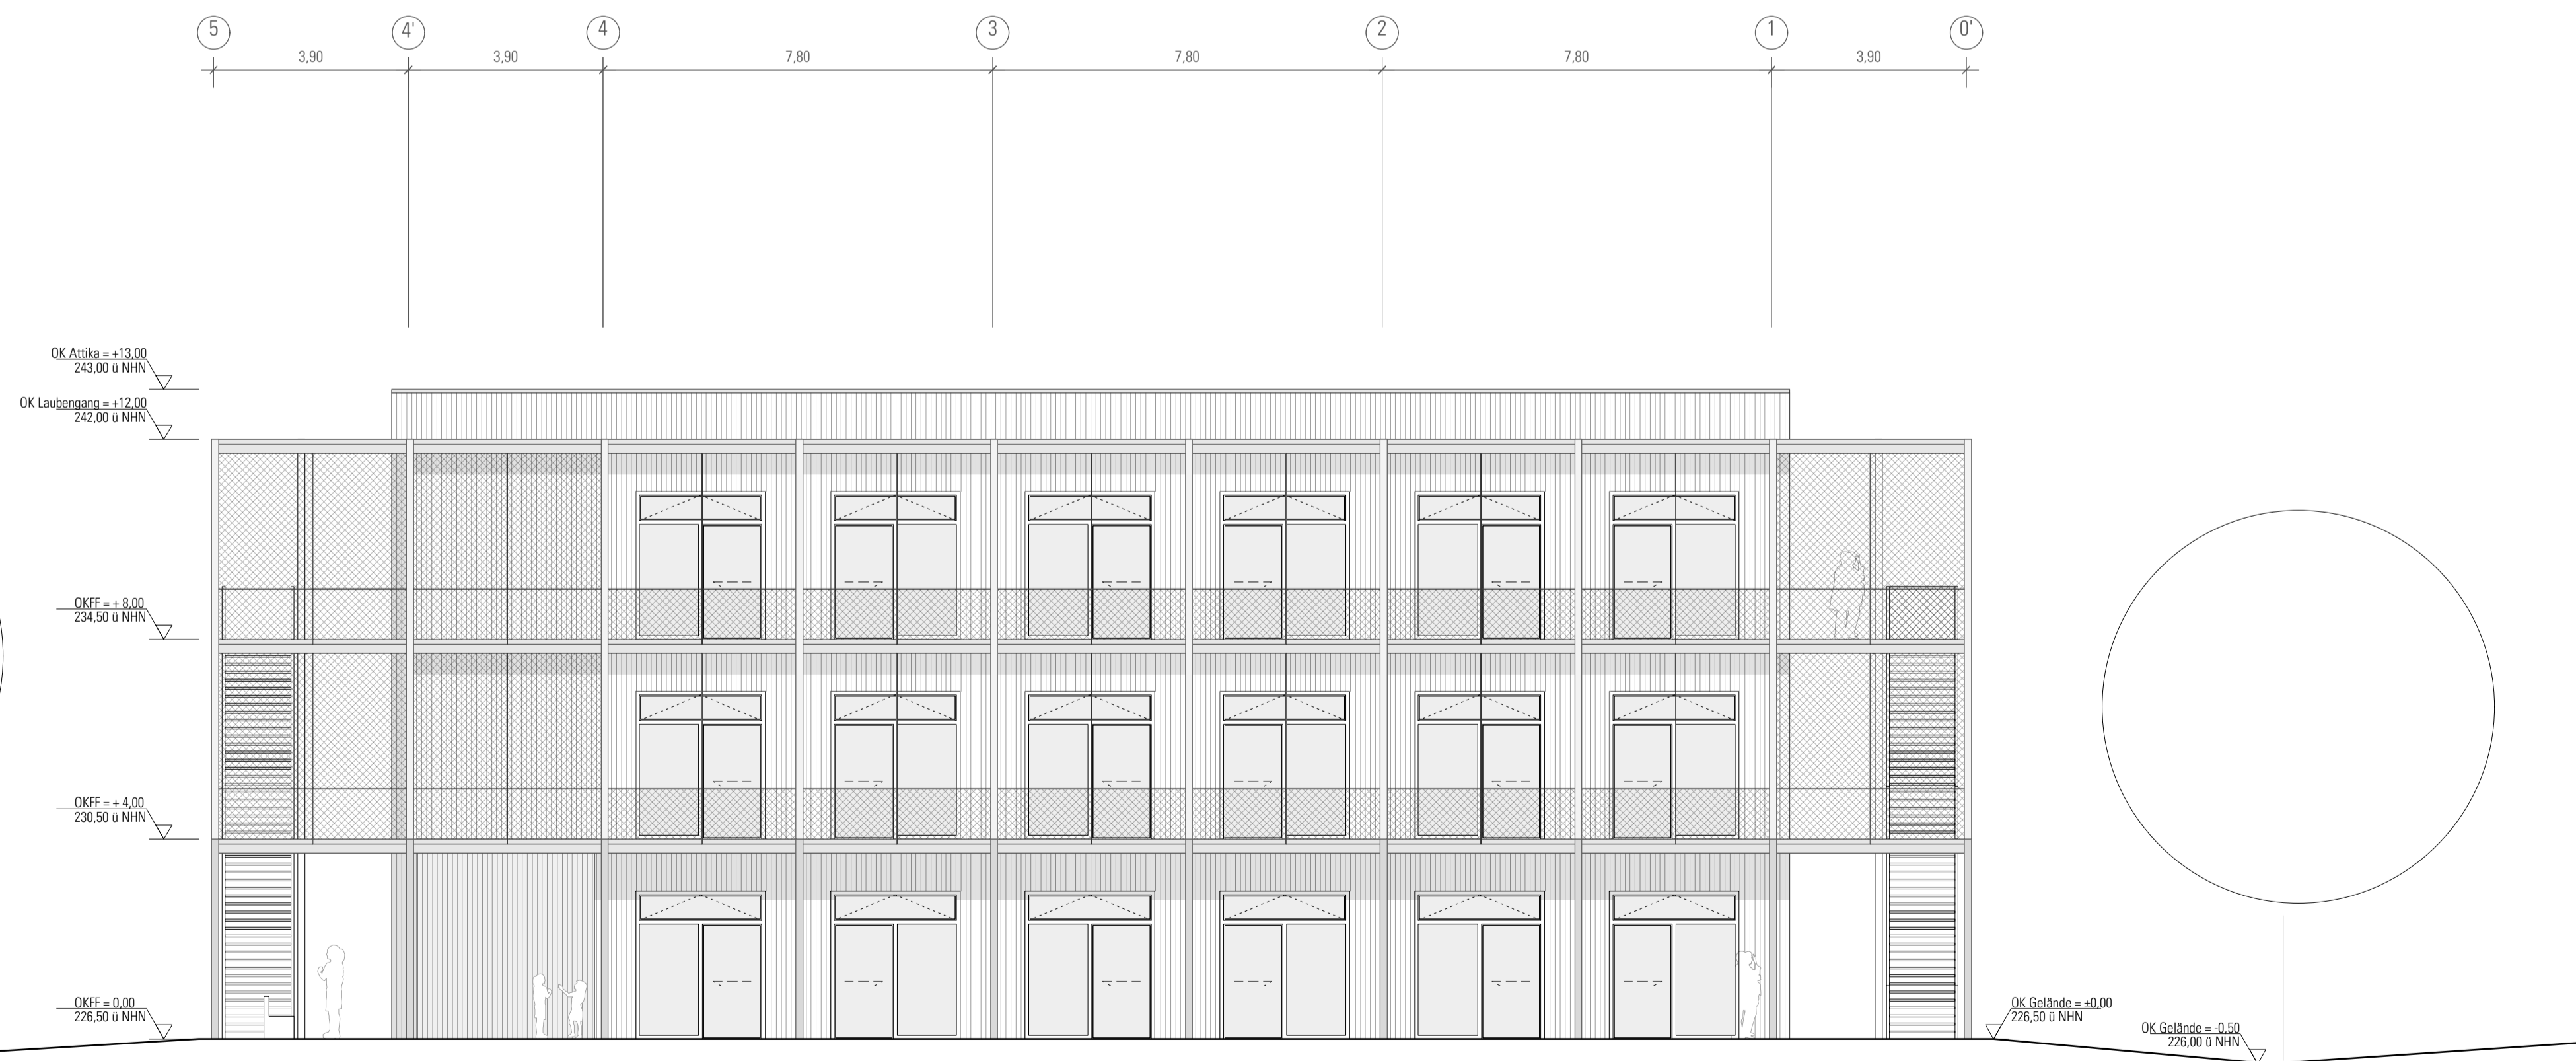 5
4'
4
3
2
1
0'
3,90
3,90
7,80
7,80
7,80
3,90
OK Attika = +13,00
243,00 ü NHN
OK Laubengang = +12,00
242,00 ü NHN
OKFF = + 8,00
234,50 ü NHN
OKFF = + 4,00
230,50 ü NHN
OKFF = 0,00
226,50 ü NHN
OK Gelände = ±0,00
226,50 ü NHN
OK Gelände = -0,50
226,00 ü NHN